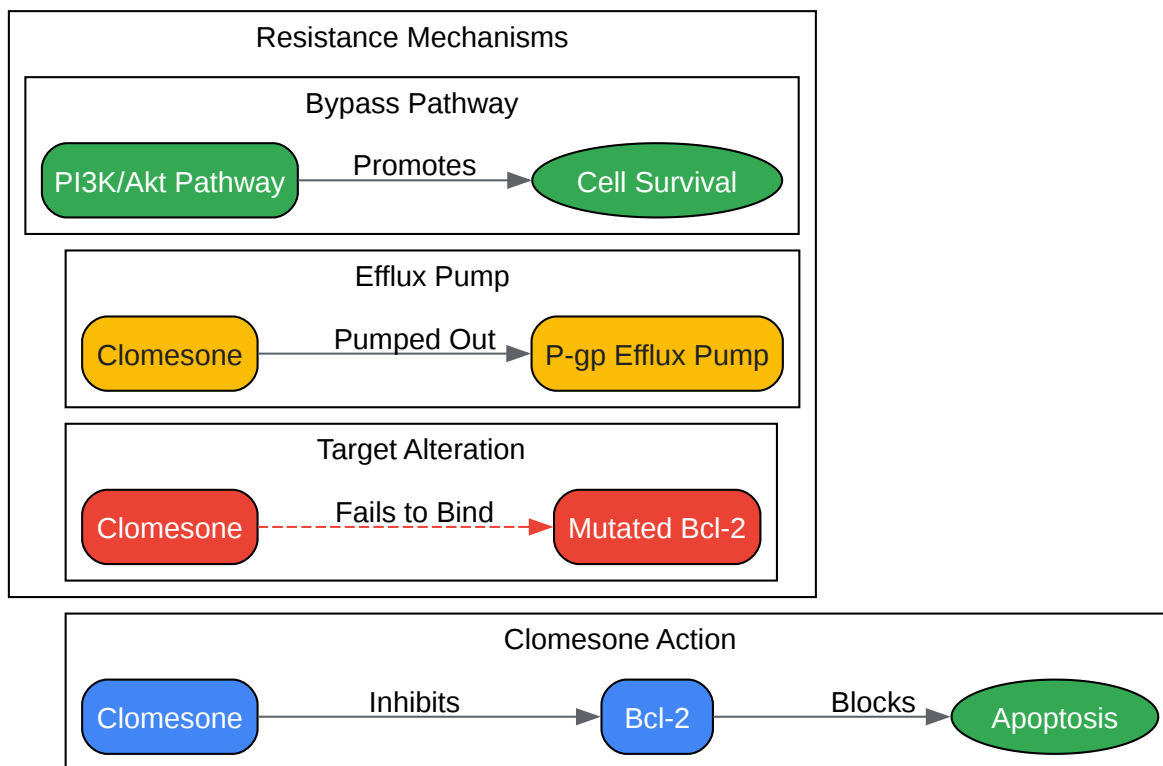 Resistance Mechanisms
Bypass Pathway
PI3K/Akt Pathway
Promotes
Cell Survival
Efflux Pump
Clomesone
Pumped Out
P-gp Efflux Pump
Target Alteration
Clomesone
Fails to Bind
Mutated Bcl-2
Clomesone Action
Clomesone
Inhibits
Bcl-2
Blocks
Apoptosis